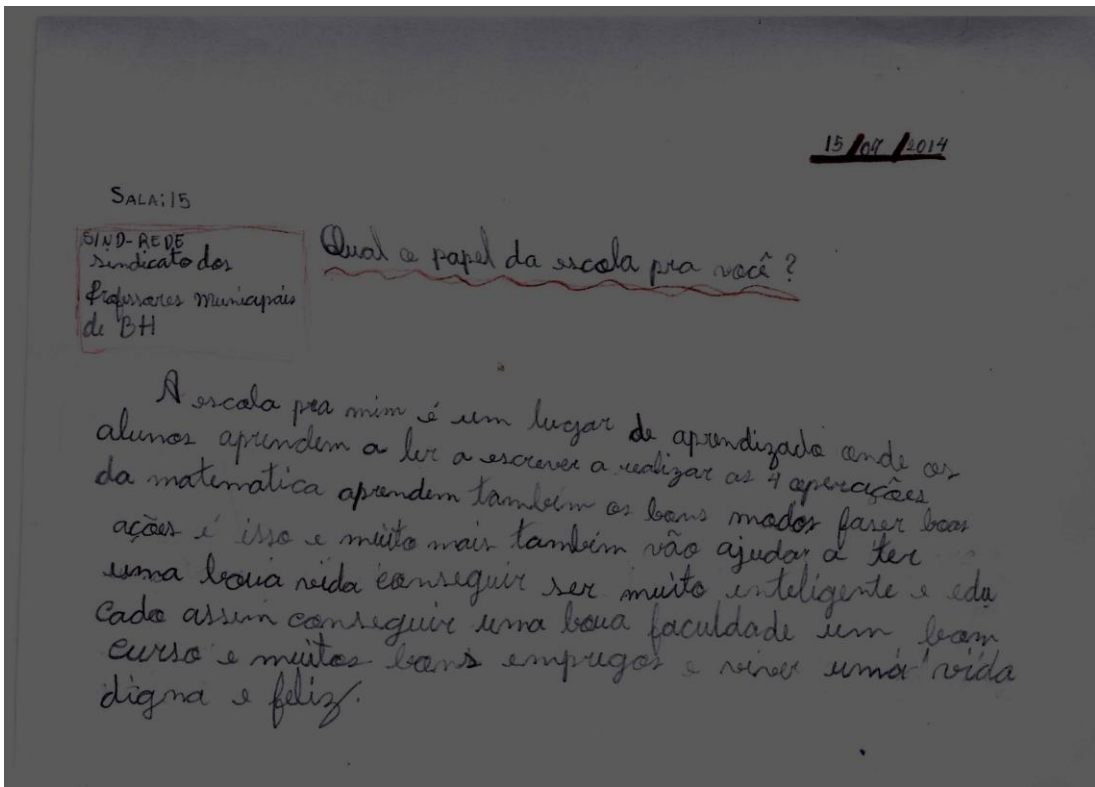 15/07/2014
SALA:15
SIND-REDE
Sindicato dos
Professores Municipais
de BH
Qual o papel da escola pra você?
A escola pra mim é um lugar de aprendizado onde os
alunos aprendem a ler a escrever a realizar as 4 operações
da matematica aprendem também os bons modos faser boas
ações é isso e muito mais também vão ajudar a ter
uma boua vida conseguir ser muito inteligente e edu
cado assim conseguir uma boua faculdade um bom
curso e muitos bons empregos e viver uma vida
digna e feliz.